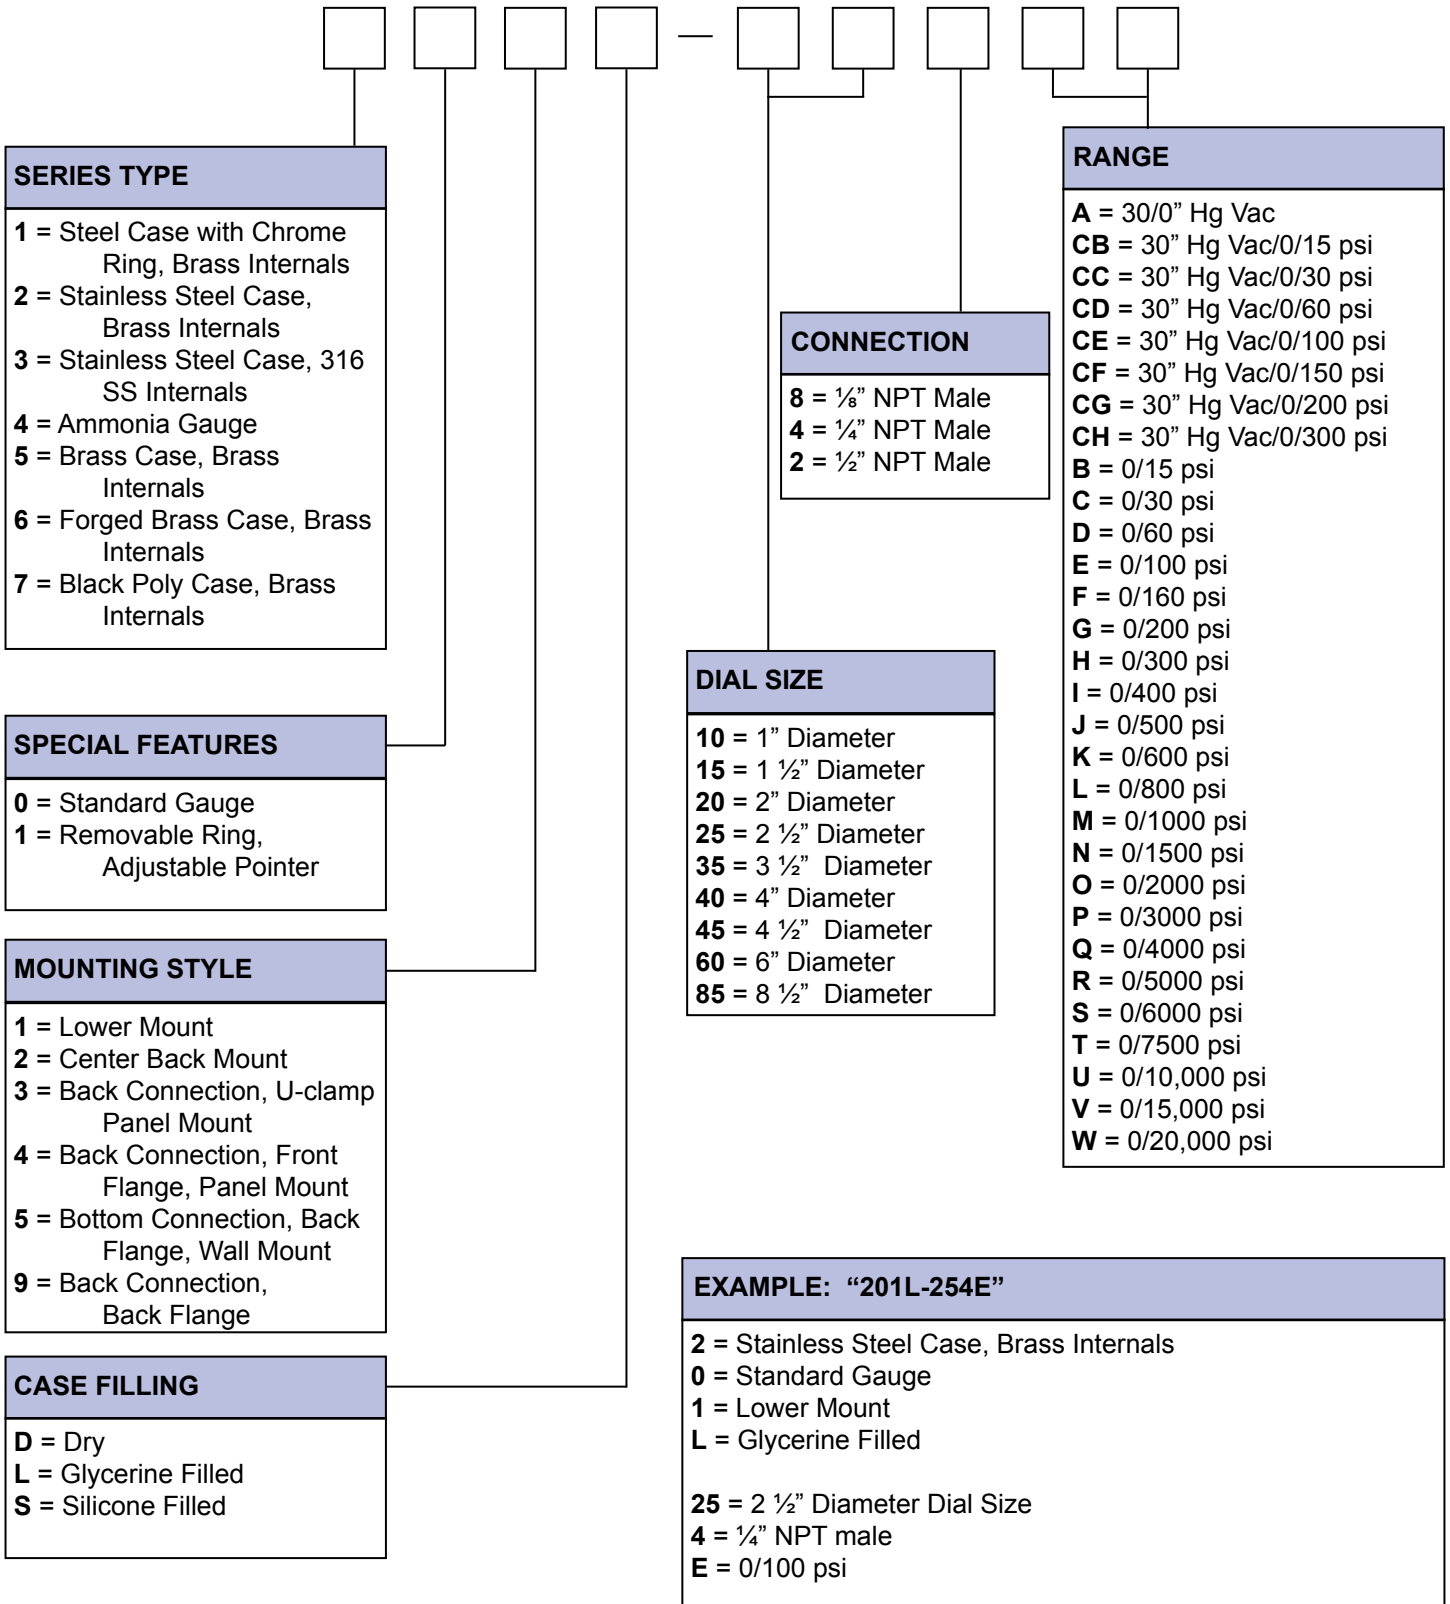 —
SERIES TYPE
1 = Steel Case with Chrome
Ring, Brass Internals
2 = Stainless Steel Case,
Brass Internals
3 = Stainless Steel Case, 316
SS Internals
4 = Ammonia Gauge
5 = Brass Case, Brass
Internals
6 = Forged Brass Case, Brass
Internals
7 = Black Poly Case, Brass
Internals
SPECIAL FEATURES
0 = Standard Gauge
1 = Removable Ring,
Adjustable Pointer
MOUNTING STYLE
1 = Lower Mount
2 = Center Back Mount
3 = Back Connection, U-clamp
Panel Mount
4 = Back Connection, Front
Flange, Panel Mount
5 = Bottom Connection, Back
Flange, Wall Mount
9 = Back Connection,
Back Flange
CASE FILLING
D = Dry
L = Glycerine Filled
S = Silicone Filled
DIAL SIZE
10 = 1” Diameter
15 = 1 ½” Diameter
20 = 2” Diameter
25 = 2 ½” Diameter
35 = 3 ½”  Diameter
40 = 4” Diameter
45 = 4 ½”  Diameter
60 = 6” Diameter
85 = 8 ½”  Diameter
CONNECTION
8 = ⅛” NPT Male
4 = ¼” NPT Male
2 = ½” NPT Male
RANGE
A = 30/0” Hg Vac
CB = 30” Hg Vac/0/15 psi
CC = 30” Hg Vac/0/30 psi
CD = 30” Hg Vac/0/60 psi
CE = 30” Hg Vac/0/100 psi
CF = 30” Hg Vac/0/150 psi
CG = 30” Hg Vac/0/200 psi
CH = 30” Hg Vac/0/300 psi
B = 0/15 psi
C = 0/30 psi
D = 0/60 psi
E = 0/100 psi
F = 0/160 psi
G = 0/200 psi
H = 0/300 psi
I = 0/400 psi
J = 0/500 psi
K = 0/600 psi
L = 0/800 psi
M = 0/1000 psi
N = 0/1500 psi
O = 0/2000 psi
P = 0/3000 psi
Q = 0/4000 psi
R = 0/5000 psi
S = 0/6000 psi
T = 0/7500 psi
U = 0/10,000 psi
V = 0/15,000 psi
W = 0/20,000 psi
EXAMPLE:  “201L-254E”
2 = Stainless Steel Case, Brass Internals
0 = Standard Gauge
1 = Lower Mount
L = Glycerine Filled
25 = 2 ½” Diameter Dial Size
4 = ¼” NPT male
E = 0/100 psi